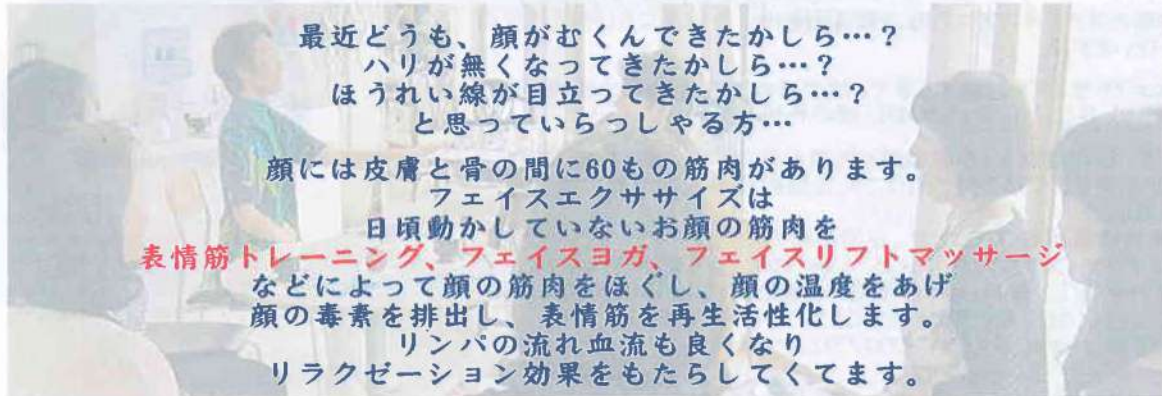 最近どうも、顔がむくんできたかしら…？
ハリが無くなってきたかしら…？
ほうれい線が目立ってきたかしら…？
と思っていらっしゃる方…
顔には皮膚と骨の間に60もの筋肉があります。
フェイスエクササイズは
日頃動かしていないお顔の筋肉を
表情筋トレーニング、フェイスヨガ、フェイスリフトマッサージ
などによって顔の筋肉をほぐし、顔の温度をあげ
顔の毒素を排出し、表情筋を再生活性化します。
リンパの流れ血流も良くなり
リラクゼーション効果をもたらしてくてます。